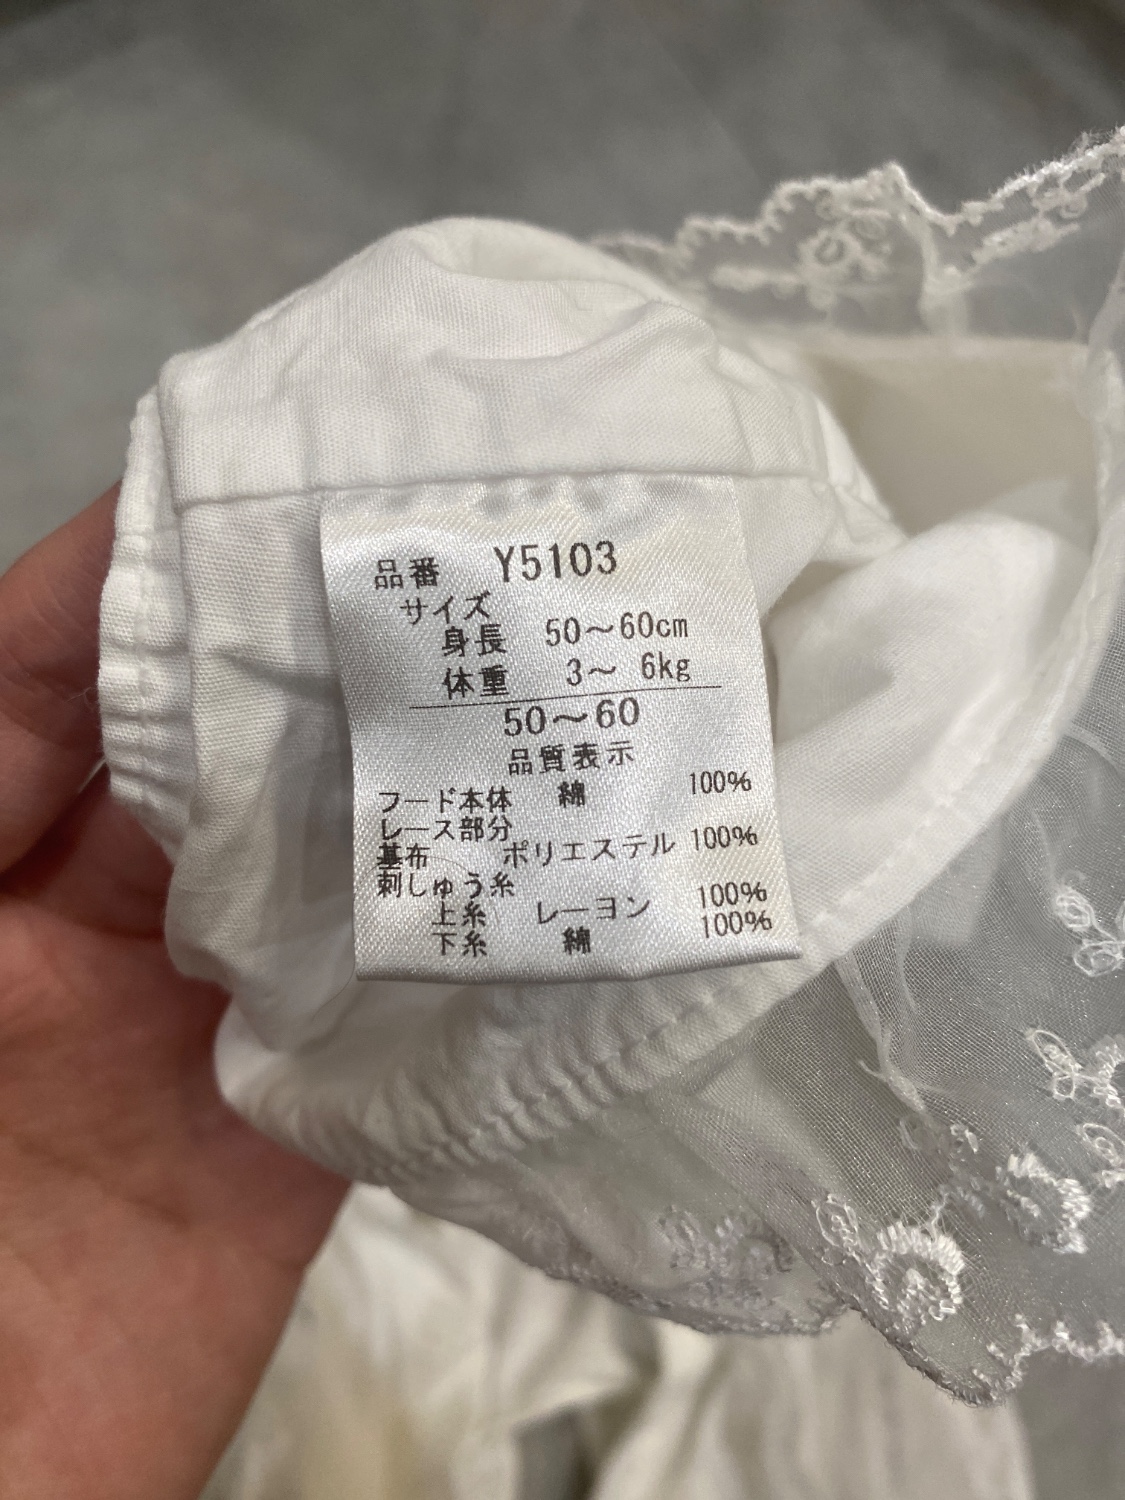 品番 Y5103
サイズ
身長 50～60cm
体重 3～ 6kg
50～60
品質表示
フード本体 綿 100%
レース部分
基布 ポリエステル 100%
刺しゅう糸
上糸 レーヨン 100%
下糸 綿 100%